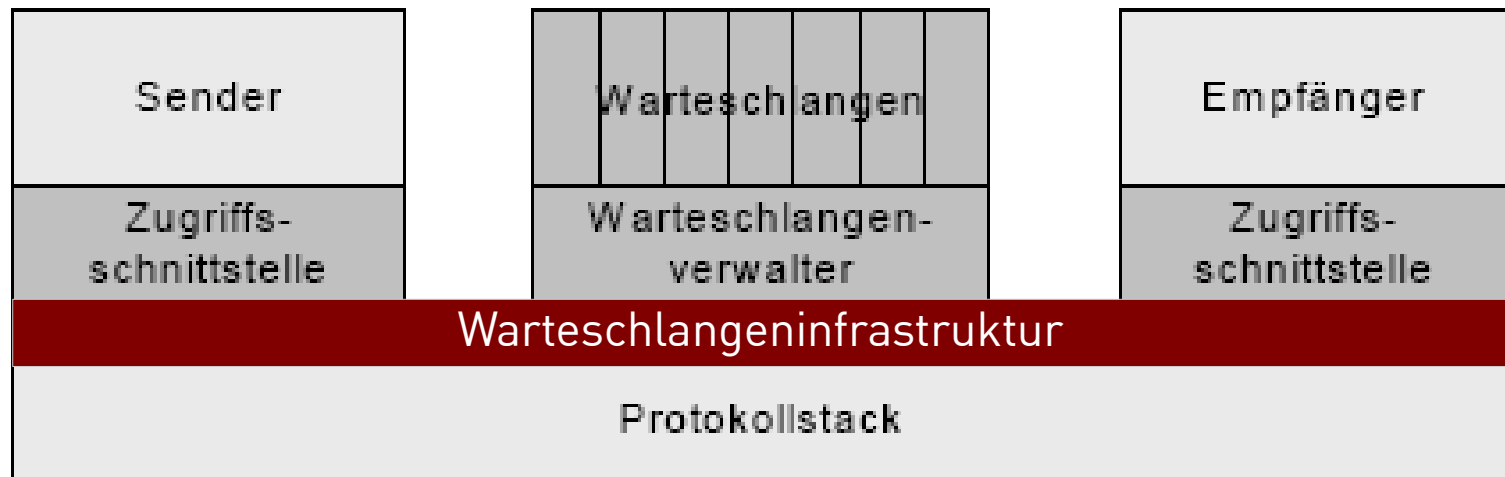 Sender
Warteschlangen
Empfänger
Zugriffs-
schnittstelle
Warteschlangen-
verwalter
Zugriffs-
schnittstelle
Warteschlangeninfrastruktur
Protokollstack